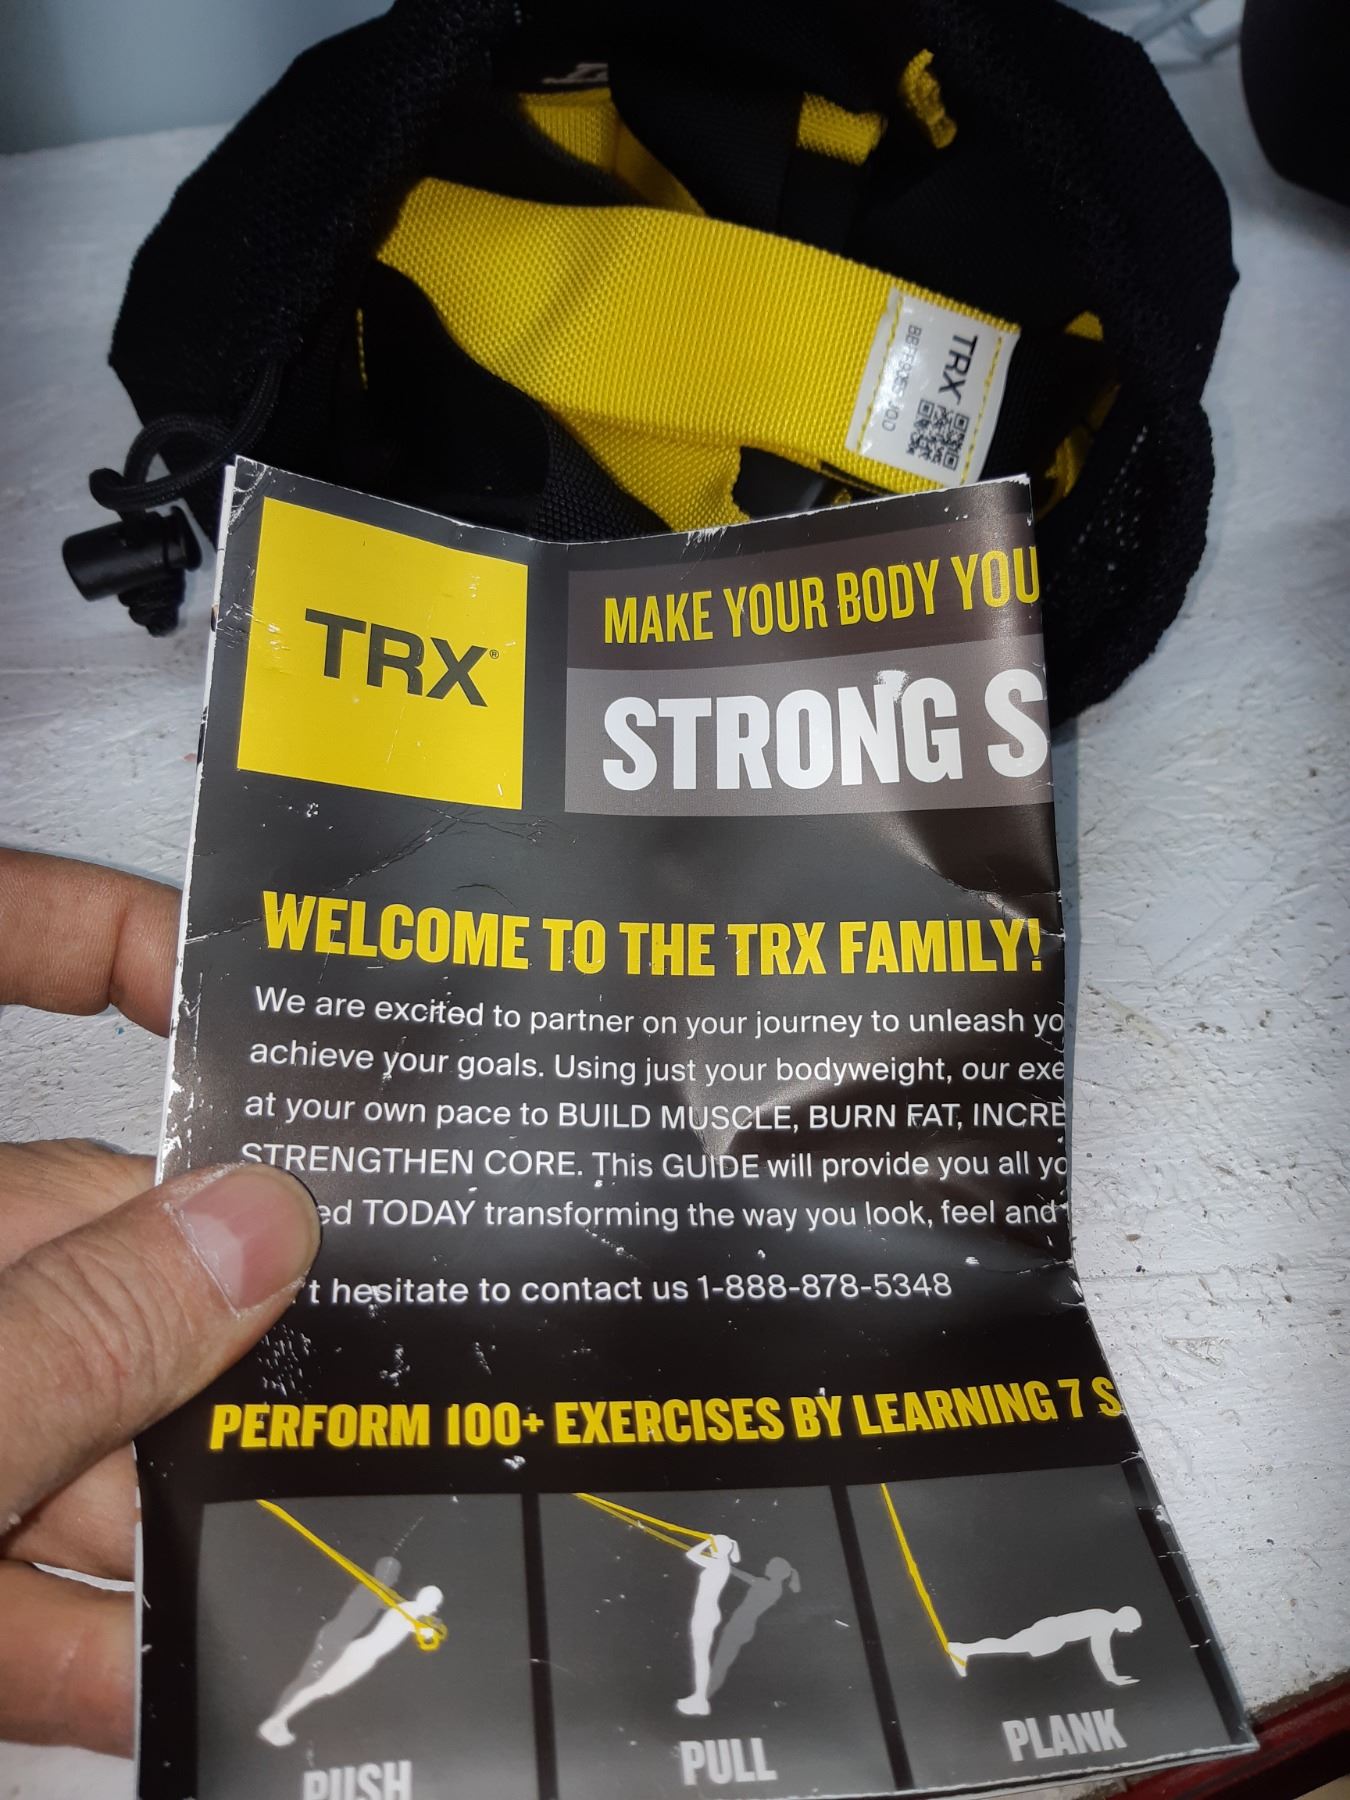 TRX
TRX®
MAKE YOUR BODY YOU
STRONG S
WELCOME TO THE TRX FAMILY!
We are excited to partner on your journey to unleash yo
achieve your goals. Using just your bodyweight, our exe
at your own pace to BUILD MUSCLE, BURN FAT, INCRE
STRENGTHEN CORE. This GUIDE will provide you all yo
ed TODAY transforming the way you look, feel and
't hesitate to contact us 1-888-878-5348
PERFORM 100+ EXERCISES BY LEARNING 7 S
PUSH
PULL
PLANK